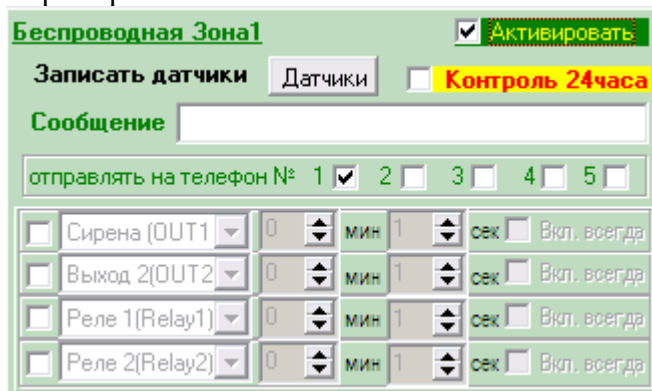 Беспроводная Зона1 Активировать
Записать датчики Датчики Контроль 24часа
Сообщение
отправлять на телефон № 1 2 3 4 5
Сирена (OUT1 0 мин 1 сек Вкл. всегда
Выход 2(OUT2 0 мин 1 сек Вкл. всегда
Реле 1(Relay1) 0 мин 1 сек Вкл. всегда
Реле 2(Relay2) 0 мин 1 сек Вкл. всегда